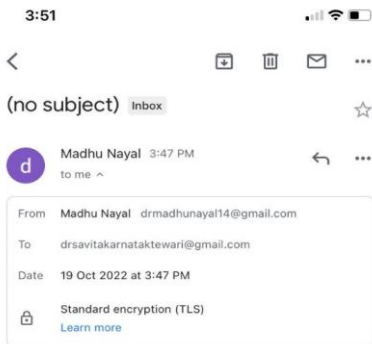 3:51
(no subject) Inbox
d
Madhu Nayal 3:47 PM
to me
From Madhu Nayal drmadhunayal14@gmail.com
To drsavitakarnataktewari@gmail.com
Date 19 Oct 2022 at 3:47 PM
Standard encryption (TLS)
Learn more